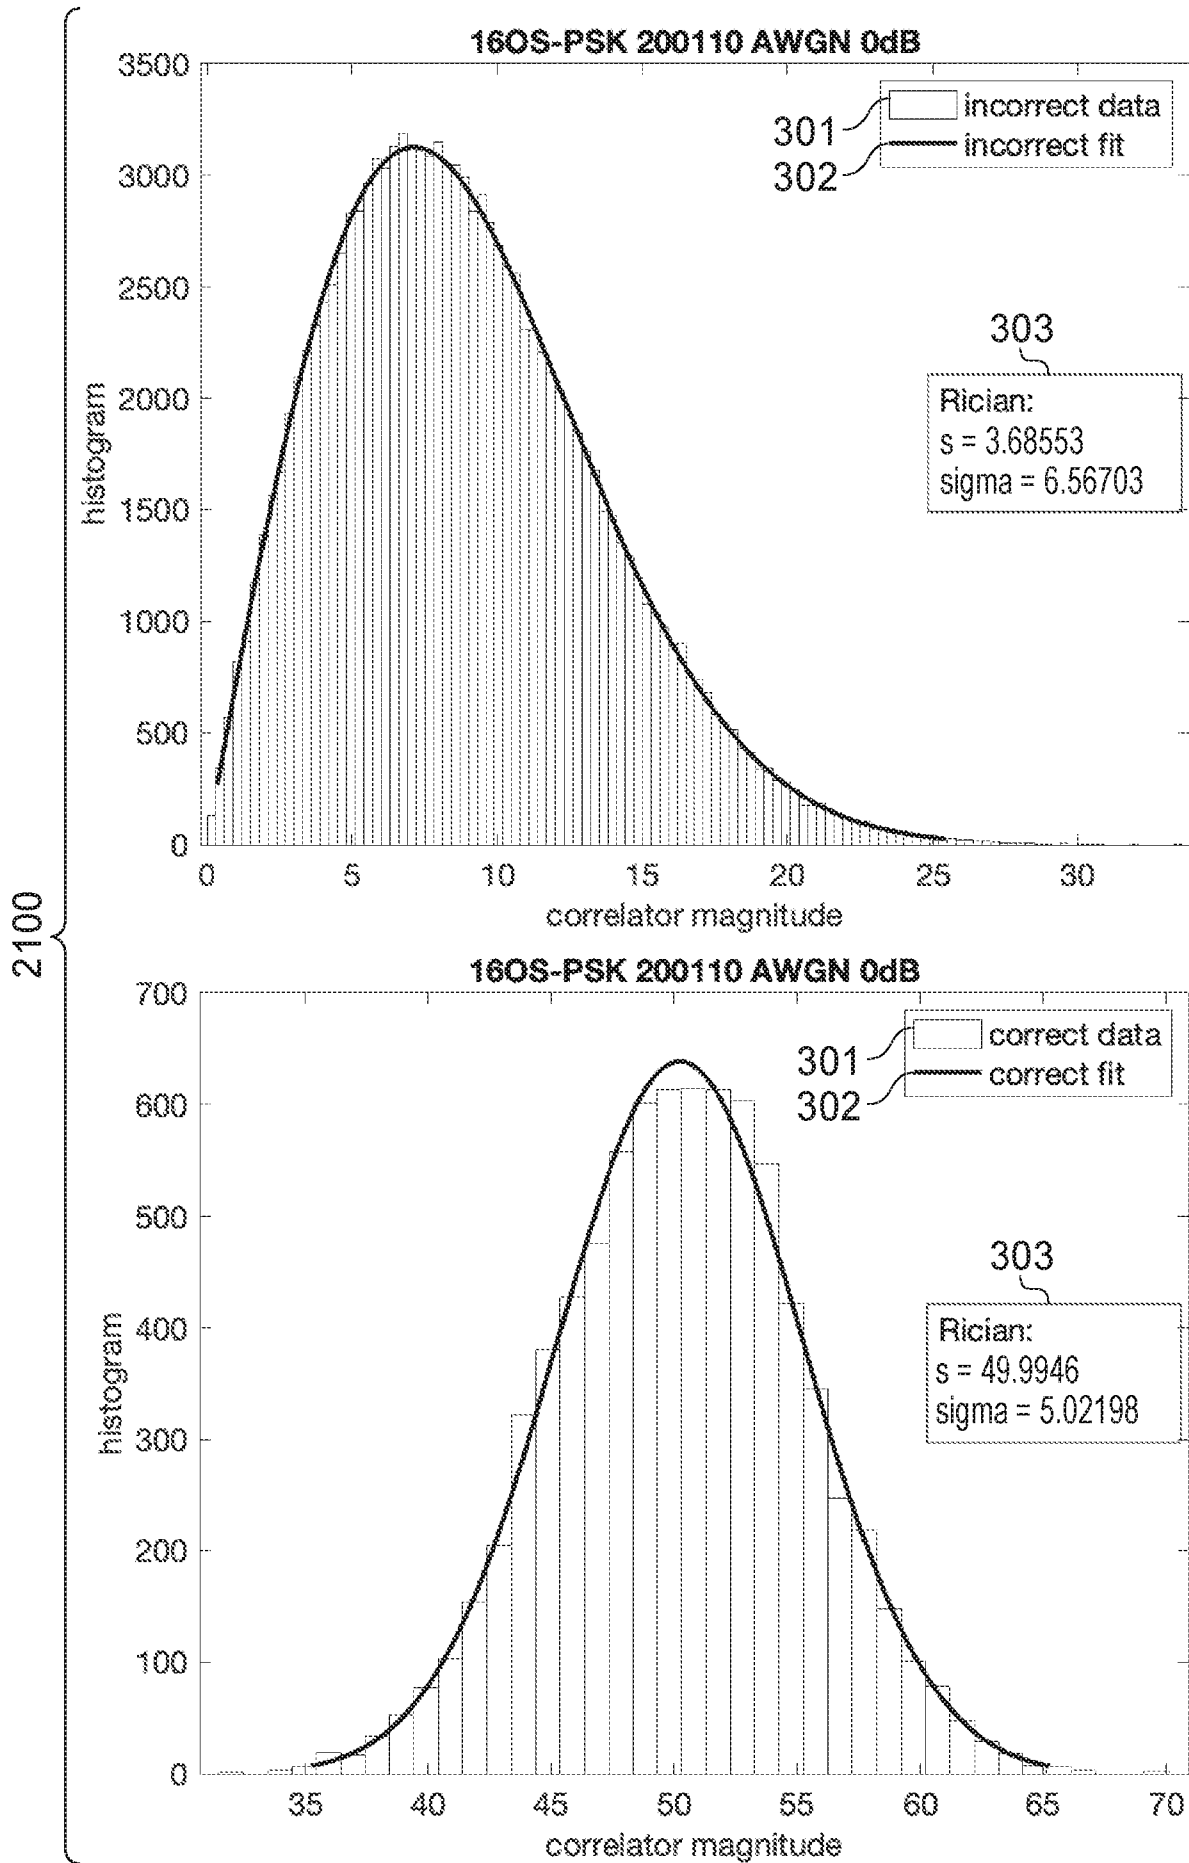 16OS-PSK 200110 AWGN 0dB
3500
3000
2500
2000
1500
1000
500
0
histogram
0 5 10 15 20 25 30
correlator magnitude
301
incorrect data
302
incorrect fit
303
Rician:
s = 3.68553
sigma = 6.56703
2100
16OS-PSK 200110 AWGN 0dB
700
600
500
400
300
200
100
0
histogram
35 40 45 50 55 60 65 70
correlator magnitude
301
correct data
302
correct fit
303
Rician:
s = 49.9946
sigma = 5.02198